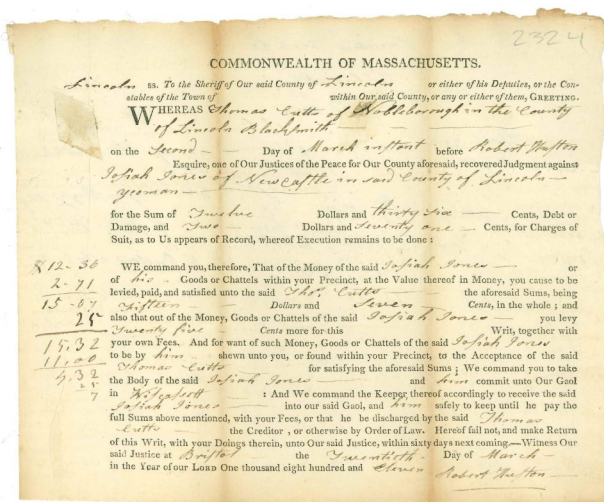 2324
COMMONWEALTH OF MASSACHUSETTS.
Lincoln ss. To the Sheriff of Our said County of Lincoln or either of his Deputies, or the Con-
stables of the Town of within Our said County, or any or either of them, GREETING.
WHEREAS Thomas Cutts of Nobleborough in the County
of Lincoln Blacksmith
on the Second Day of March instant before Robert Huston
Esquire, one of Our Justices of the Peace for Our County aforesaid, recovered Judgment against
Josiah Jones of Newcastle in said County of Lincoln
yeoman
for the Sum of Twelve Dollars and thirty six Cents, Debt or
Damage, and Two Dollars and Seventy one Cents, for Charges of
Suit, as to Us appears of Record, whereof Execution remains to be done :
12-36 WE command you, therefore, That of the Money of the said Josiah Jones or
2-71 of his Goods or Chattels within your Precinct, at the Value thereof in Money, you cause to be
levied, paid, and satisfied unto the said Thos. Cutts the aforesaid Sums, being
15-07 Fifteen Dollars and Seven Cents, in the whole ; and
25 also that out of the Money, Goods or Chattels of the said Josiah Jones you levy
Twenty five Cents more for this Writ, together with
15,32 your own Fees. And for want of such Money, Goods or Chattels of the said Josiah Jones
11,00 to be by him shewn unto you, or found within your Precinct, to the Acceptance of the said
Thomas Cutts for satisfying the aforesaid Sums ; We command you to take
4,32 the Body of the said Josiah Jones and him commit unto Our Gaol
in Wiscassett : And We command the Keeper thereof accordingly to receive the said
Josiah Jones into our said Gaol, and him safely to keep until he pay the
full Sums above mentioned, with your Fees, or that he be discharged by the said Thomas
Cutts the Creditor , or otherwise by Order of Law. Hereof fail not, and make Return
of this Writ, with your Doings therein, unto Our said Justice, within sixty days next coming.—Witness Our
said Justice at Bristol the Twentieth Day of March
in the Year of our LORD One thousand eight hundred and Eleven
Robert Huston